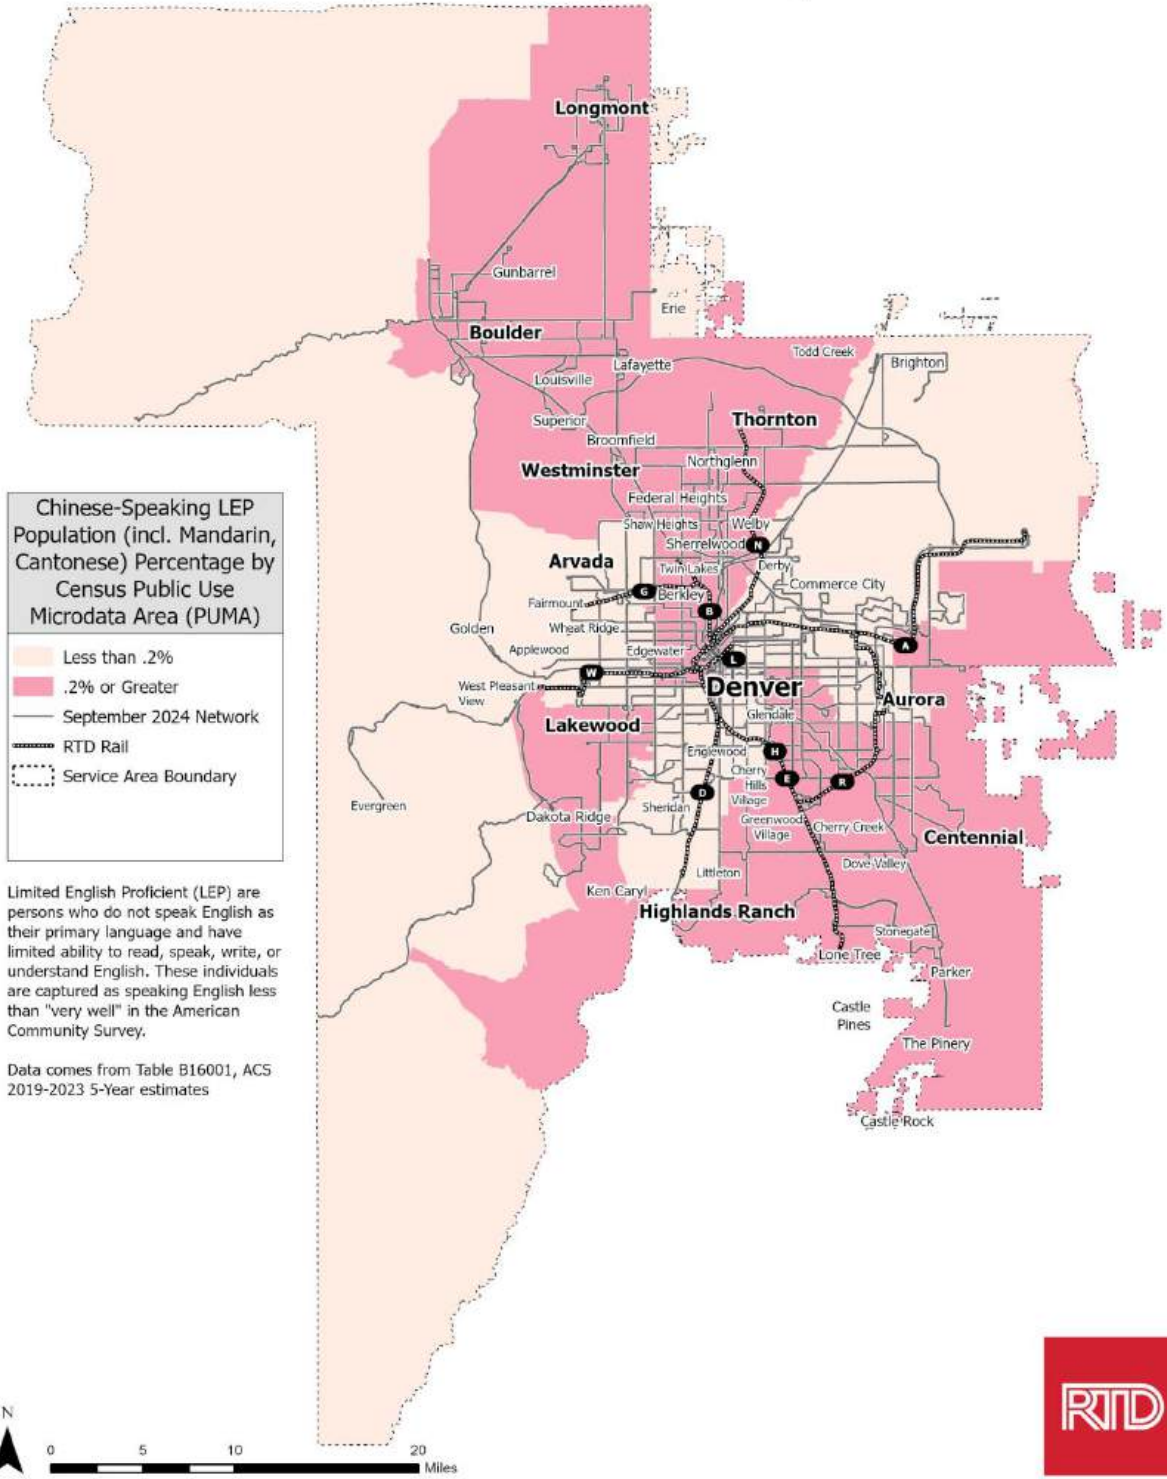 Longmont
Gunbarrel
Erie
Boulder
Todd Creek
Brighton
Lafayette
Louisville
Superior
Thornton
Broomfield
Northglenn
Westminster
Federal Heights
Shaw Heights
Welby
Sherrelwood
N
Arvada
Twin Lakes
Derby
Commerce City
G
Berkley
Fairmount
B
Golden
Wheat Ridge
Applewood
Edgewater
A
L
W
West Pleasant
View
Denver
Aurora
Glendale
Lakewood
Englewood
H
Cherry
Hills
Village
E
R
D
Evergreen
Sheridan
Dakota Ridge
Greenwood
Village
Cherry Creek
Centennial
Dove Valley
Littleton
Ken Caryl
Highlands Ranch
Stonegate
Lone Tree
Parker
Castle
Pines
The Pinery
Castle Rock
Chinese-Speaking LEP
Population (incl. Mandarin,
Cantonese) Percentage by
Census Public Use
Microdata Area (PUMA)
Less than .2%
.2% or Greater
September 2024 Network
RTD Rail
Service Area Boundary
Limited English Proficient (LEP) are
persons who do not speak English as
their primary language and have
limited ability to read, speak, write, or
understand English. These individuals
are captured as speaking English less
than "very well" in the American
Community Survey.
Data comes from Table B16001, ACS
2019-2023 5-Year estimates
N
0 5 10 20
Miles
RTD